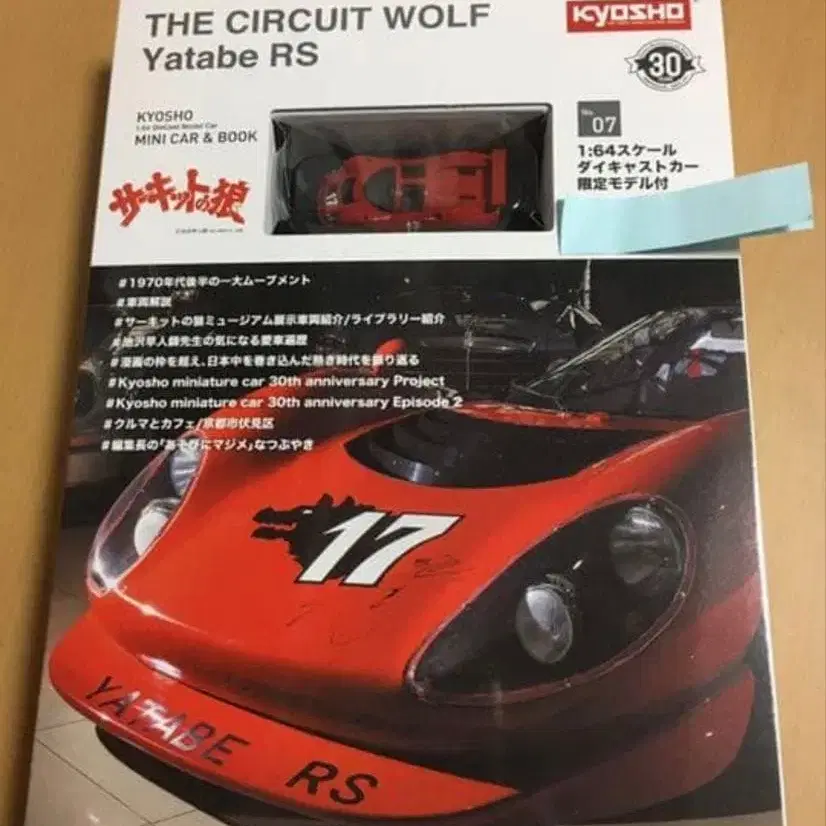 THE CIRCUIT WOLF
Yatabe RS
KYOSHO
30
KYOSHO
1:64 DieCast Model Car
MINI CAR & BOOK
サーキットの狼
No.
07
1:64スケール
ダイキャストカー
限定モデル付
17
#1970年代後半の一大ムーブメント
#車両解説
#サーキットの狼ミュージアム展示車両紹介/ライブラリー紹介
#池沢早人師先生の気になる愛車遍歴
#漫画の枠を超え、日本中を巻き込んだ熱き時代を振り返る
#Kyosho miniature car 30th anniversary Project
#Kyosho miniature car 30th anniversary Episode 2
#クルマとカフェ/京都市伏見区
#編集長の「あそびにマジメ」なつぶやき
17
YATABE RS